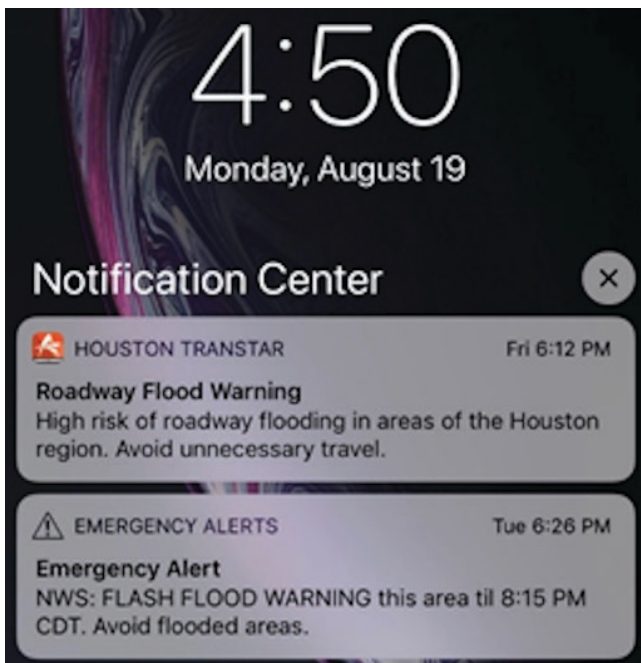 4:50
Monday, August 19
Notification Center
HOUSTON TRANSTAR Fri 6:12 PM
Roadway Flood Warning
High risk of roadway flooding in areas of the Houston
region. Avoid unnecessary travel.
EMERGENCY ALERTS Tue 6:26 PM
Emergency Alert
NWS: FLASH FLOOD WARNING this area til 8:15 PM
CDT. Avoid flooded areas.